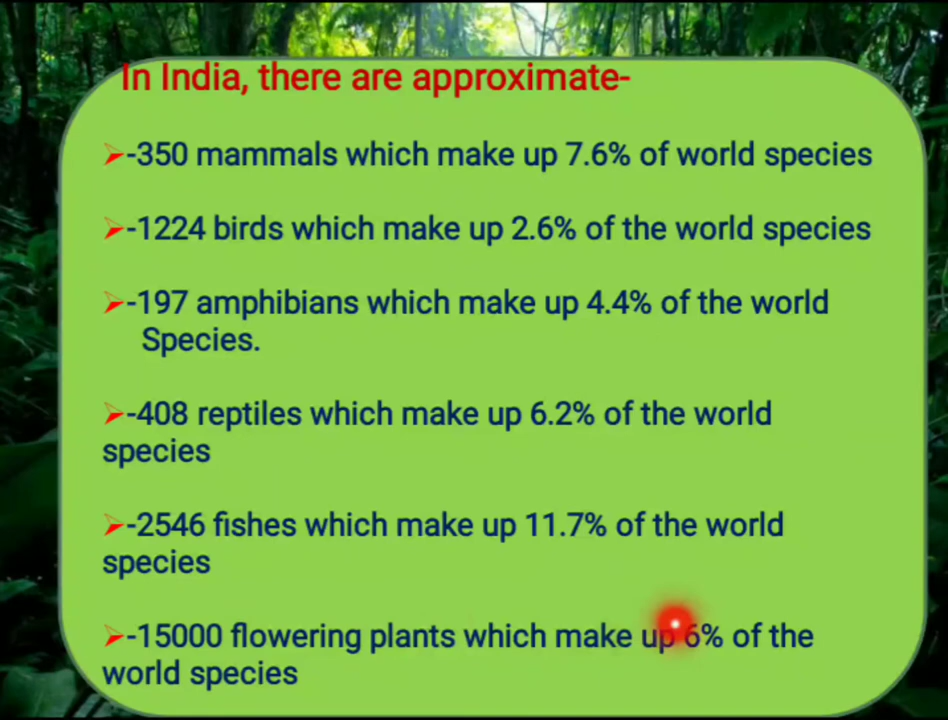 In India, there are approximate-
➢-350 mammals which make up 7.6% of world species
➢-1224 birds which make up 2.6% of the world species
➢-197 amphibians which make up 4.4% of the world
Species.
➢-408 reptiles which make up 6.2% of the world
species
➢-2546 fishes which make up 11.7% of the world
species
➢-15000 flowering plants which make up 6% of the
world species